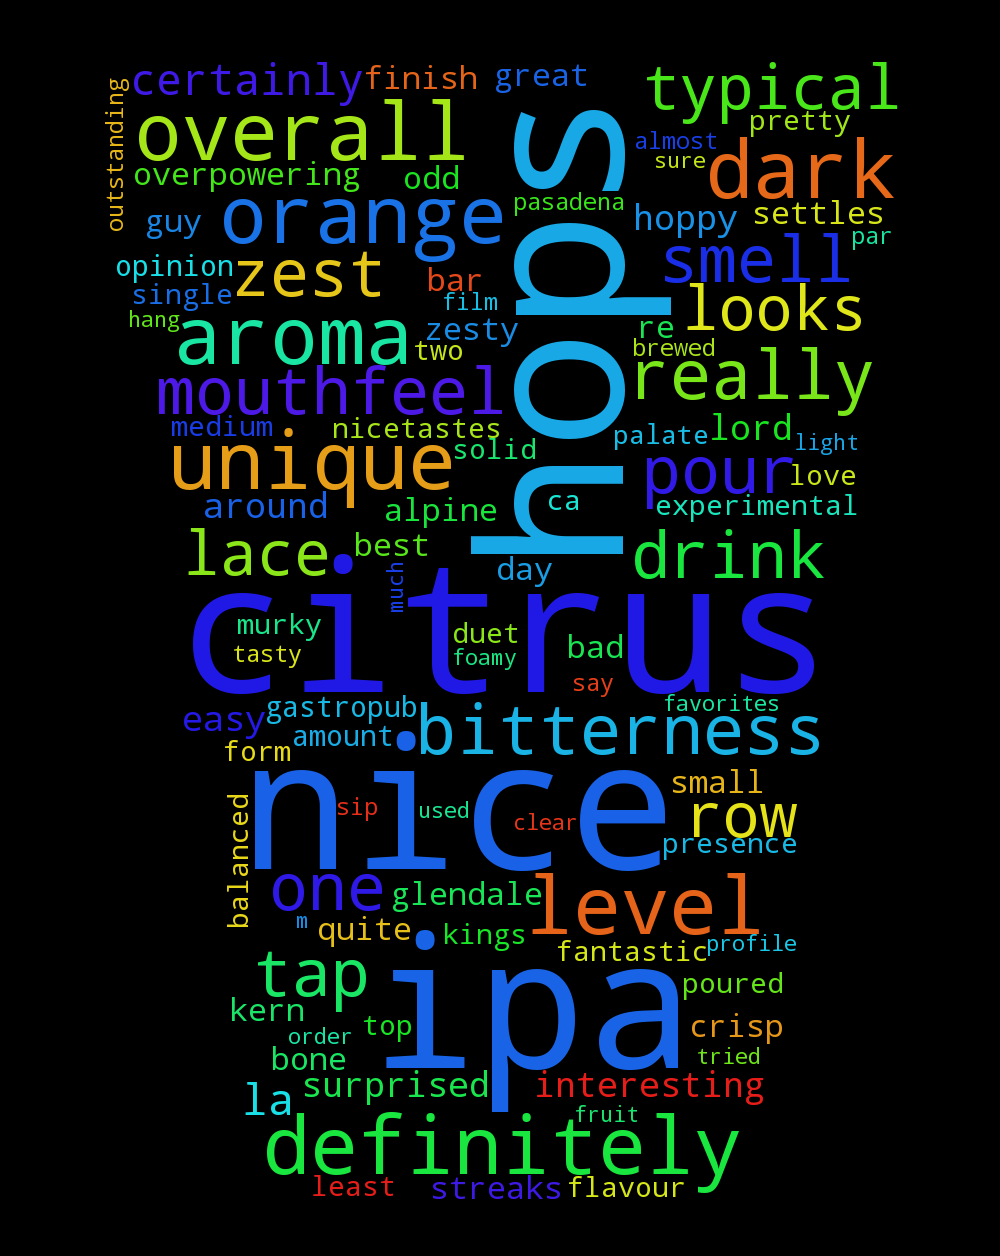 certainly finish great typical
outstanding overall hops almost pretty
overpowering odd sure dark
guy orange pasadena hoppy settles
opinion zest bar smell par
single film looks
hang aroma zesty re
two brewed really
mouthfeel
medium nicetastes palate lord light
unique solid pour love
around alpine ca experimental
lace best day drink
much
citrus
murky duet bad
tasty foamy say
easy gastropub favorites
amount bitterness
form small
nice
sip used clear row
balanced presence
one glendale level
m quite kings fantastic profile
tap ipa poured
kern top crisp
order tried
bone
la surprised interesting
fruit
definitely
least streaks flavour